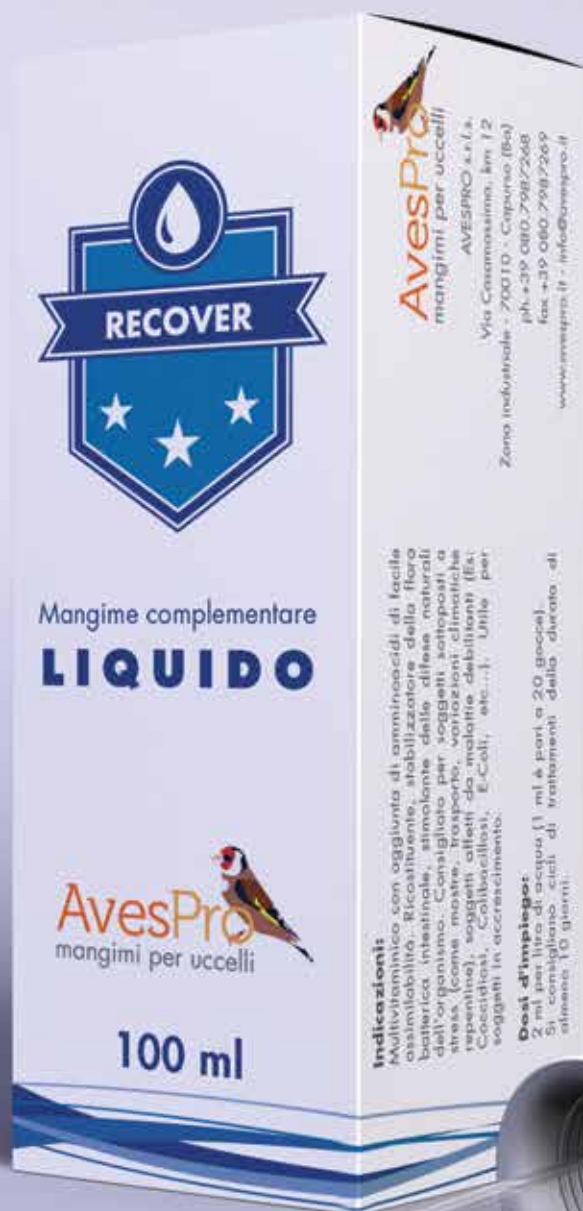 RECOVER
Mangime complementare
LIQUIDO
AvesPro
mangimi per uccelli
100 ml
AvesPro
mangimi per uccelli
AVESPRO s.r.l.s.
Via Casamassima, km 12
Zona industriale - 70010 - Capurso (Ba)
ph +39 080.7987268
fax +39 080.7987269
www.avespro.it - info@avespro.it
Indicazioni:
Multivitaminico con aggiunta di amminoacidi di facile
assimilabilità. Ricostituente, stabilizzatore della flora
batterica intestinale, stimolante delle difese naturali
dell'organismo. Consigliato per soggetti sottoposti a
stress (come mostre, trasporto, variazioni climatiche
repentine), soggetti affetti da malattie debilitanti (Es:
Coccidiosi, Colibacillosi, E-Coli, etc...). Utile per
soggetti in accrescimento.
Dosi d'impiego:
2 ml per litro di acqua (1 ml è pari a 20 gocce).
Si consigliano cicli di trattamenti della durata di
almeno 10 giorni.